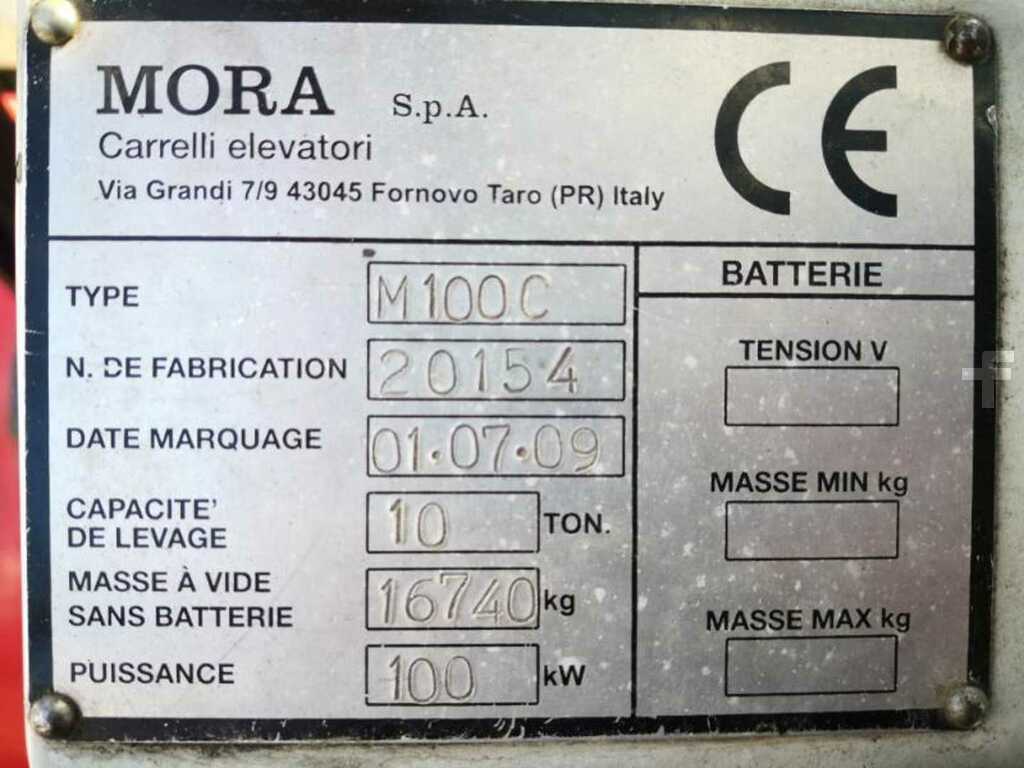 MORA S.p.A.
Carrelli elevatori
Via Grandi 7/9 43045 Fornovo Taro (PR) Italy
CE
TYPE M100C
N. DE FABRICATION 20154
DATE MARQUAGE 01·07·09
CAPACITE'
DE LEVAGE 10 TON.
MASSE À VIDE
SANS BATTERIE 16740 kg
PUISSANCE 100 kW
BATTERIE
TENSION V
MASSE MIN kg
MASSE MAX kg
f